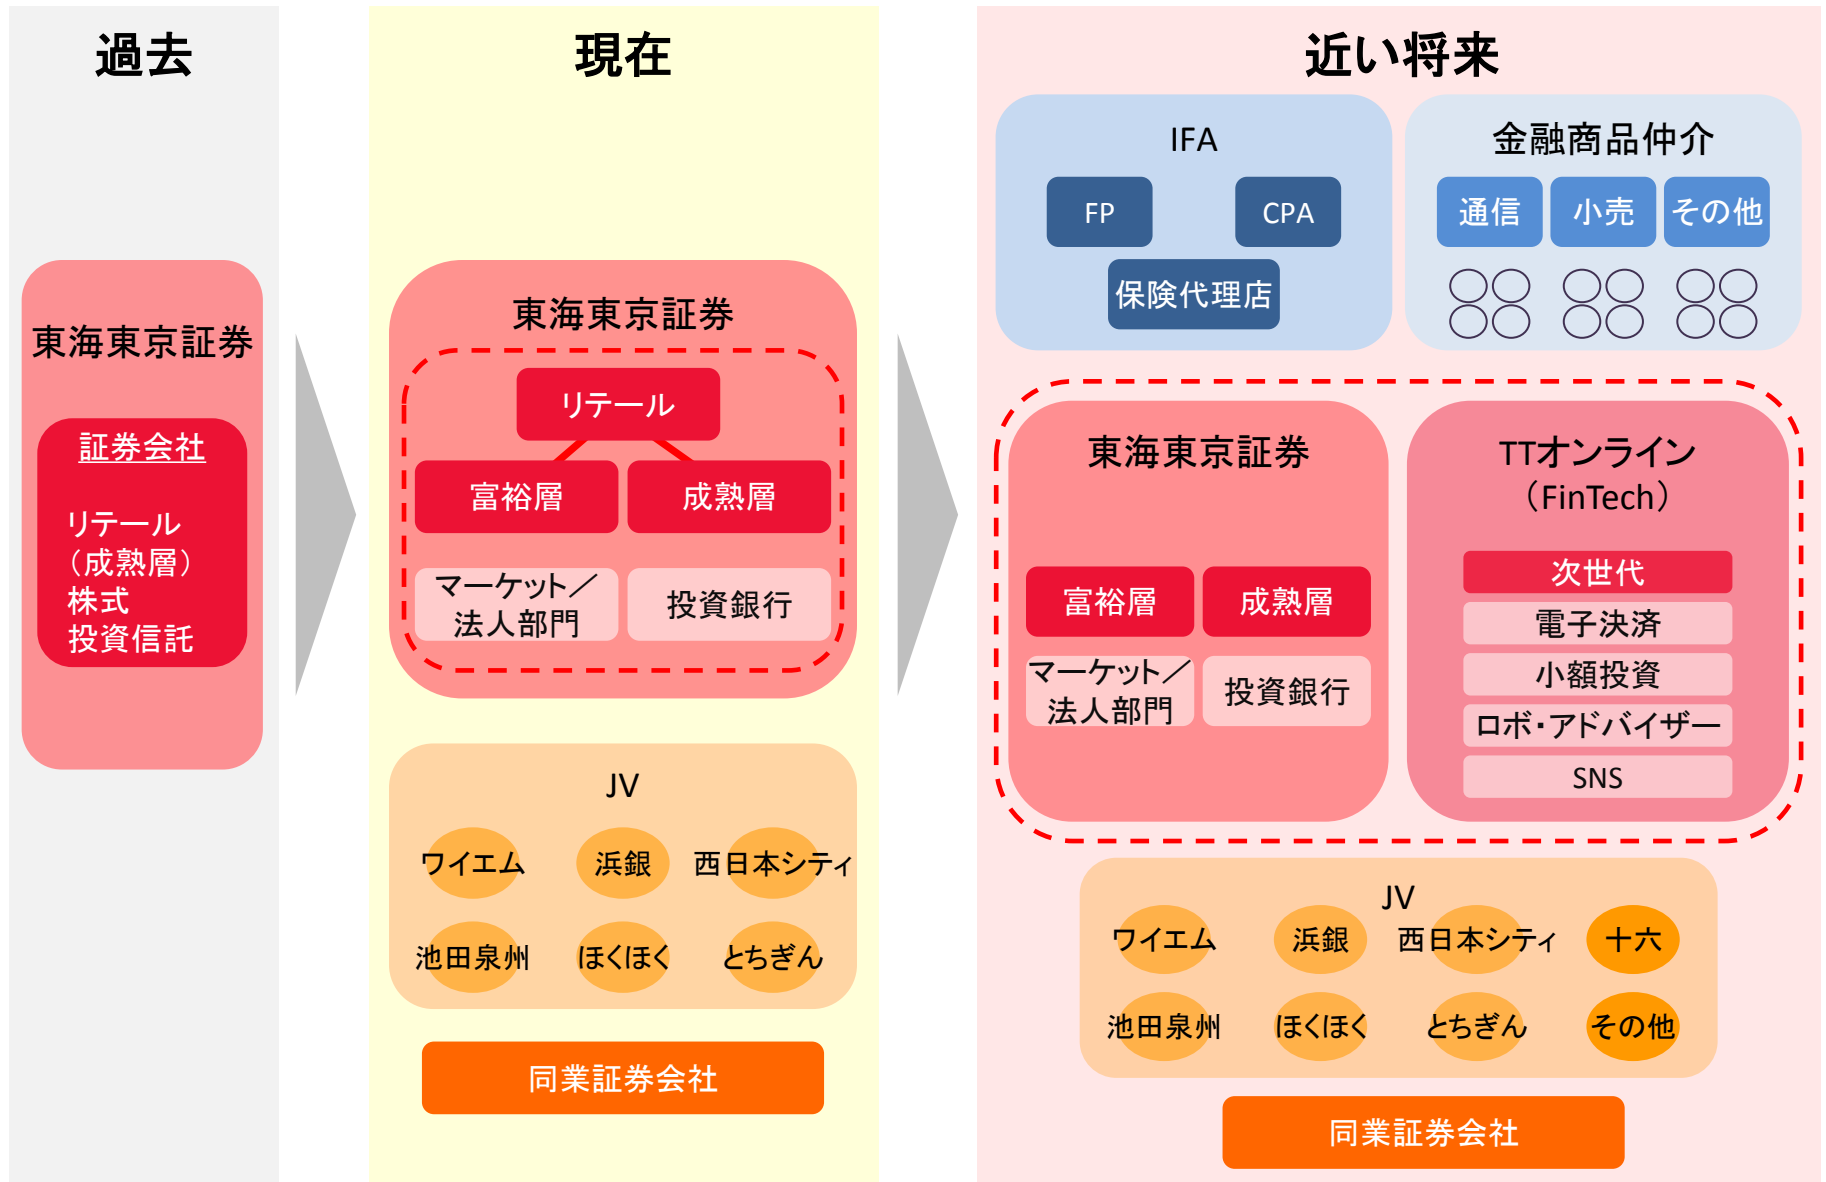 過去
東海東京証券
証券会社
リテール
（成熟層）
株式
投資信託
現在
東海東京証券
リテール
富裕層
成熟層
マーケット／
法人部門
投資銀行
JV
ワイエム
浜銀
西日本シティ
池田泉州
ほくほく
とちぎん
同業証券会社
近い将来
IFA
FP
CPA
保険代理店
金融商品仲介
通信
小売
その他
東海東京証券
富裕層
成熟層
マーケット／
法人部門
投資銀行
TTオンライン
（FinTech）
次世代
電子決済
小額投資
ロボ・アドバイザー
SNS
JV
ワイエム
浜銀
西日本シティ
十六
池田泉州
ほくほく
とちぎん
その他
同業証券会社